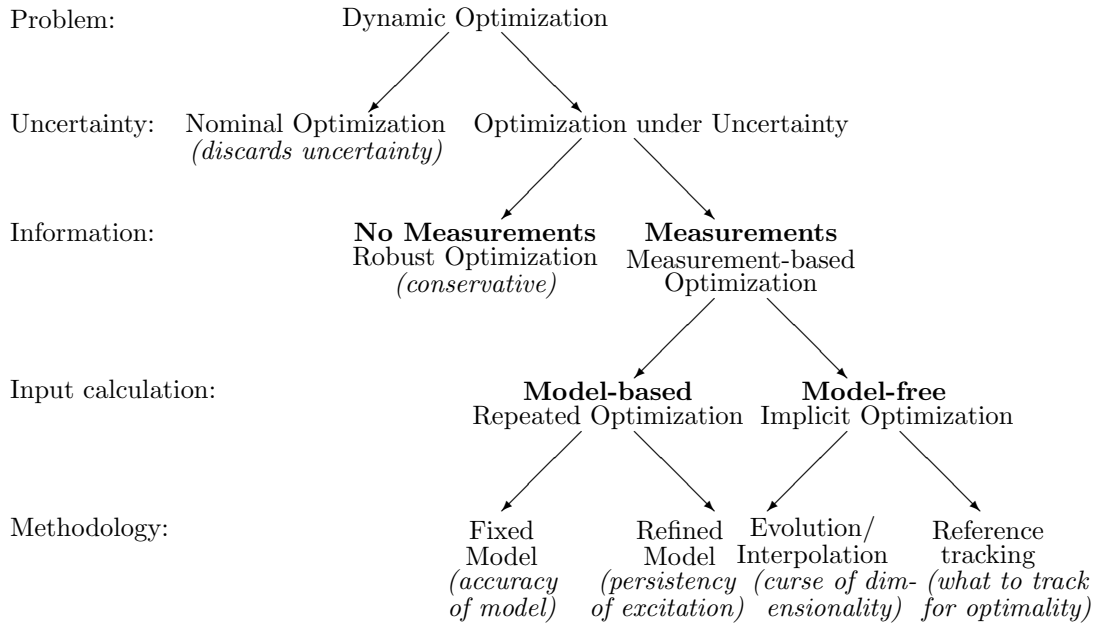 Problem: Dynamic Optimization
Uncertainty: Nominal Optimization Optimization under Uncertainty
(discards uncertainty)
Information: No Measurements Measurements
Robust Optimization Measurement-based
(conservative) Optimization
Input calculation: Model-based Model-free
Repeated Optimization Implicit Optimization
Methodology: Fixed Refined Evolution/ Reference
Model Model Interpolation tracking
(accuracy (persistency (curse of dim- (what to track
of model) of excitation) ensionality) for optimality)